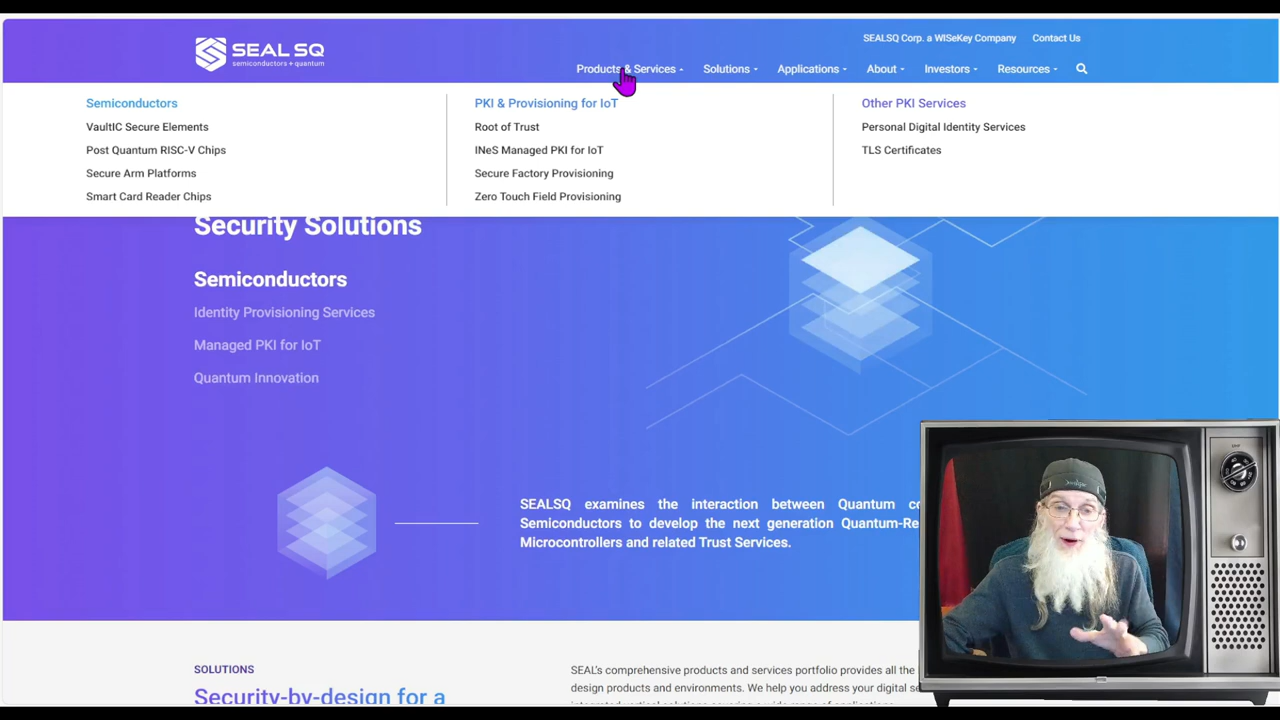 SEAL SQ
semiconductors + quantum
SEALSQ Corp. a WISeKey Company
Contact Us
Products & Services
Solutions
Applications
About
Investors
Resources
Semiconductors
VaultIC Secure Elements
Post Quantum RISC-V Chips
Secure Arm Platforms
Smart Card Reader Chips
PKI & Provisioning for IoT
Root of Trust
INeS Managed PKI for IoT
Secure Factory Provisioning
Zero Touch Field Provisioning
Other PKI Services
Personal Digital Identity Services
TLS Certificates
Security Solutions
Semiconductors
Identity Provisioning Services
Managed PKI for IoT
Quantum Innovation
SEALSQ examines the interaction between Quantum
Semiconductors to develop the next generation
Microcontrollers and related Trust Services.
SOLUTIONS
Security-by-design for a
SEAL's comprehensive products and services portfolio provides all the
design products and environments. We help you address your digital